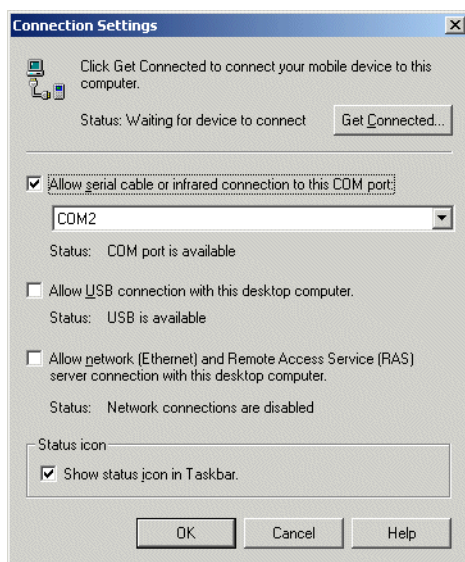 Connection Settings
Click Get Connected to connect your mobile device to this
computer.
Status: Waiting for device to connect
Get Connected...
Allow serial cable or infrared connection to this COM port:
COM2
Status: COM port is available
Allow USB connection with this desktop computer.
Status: USB is available
Allow network (Ethernet) and Remote Access Service (RAS)
server connection with this desktop computer.
Status: Network connections are disabled
Status icon
Show status icon in Taskbar.
OK Cancel Help